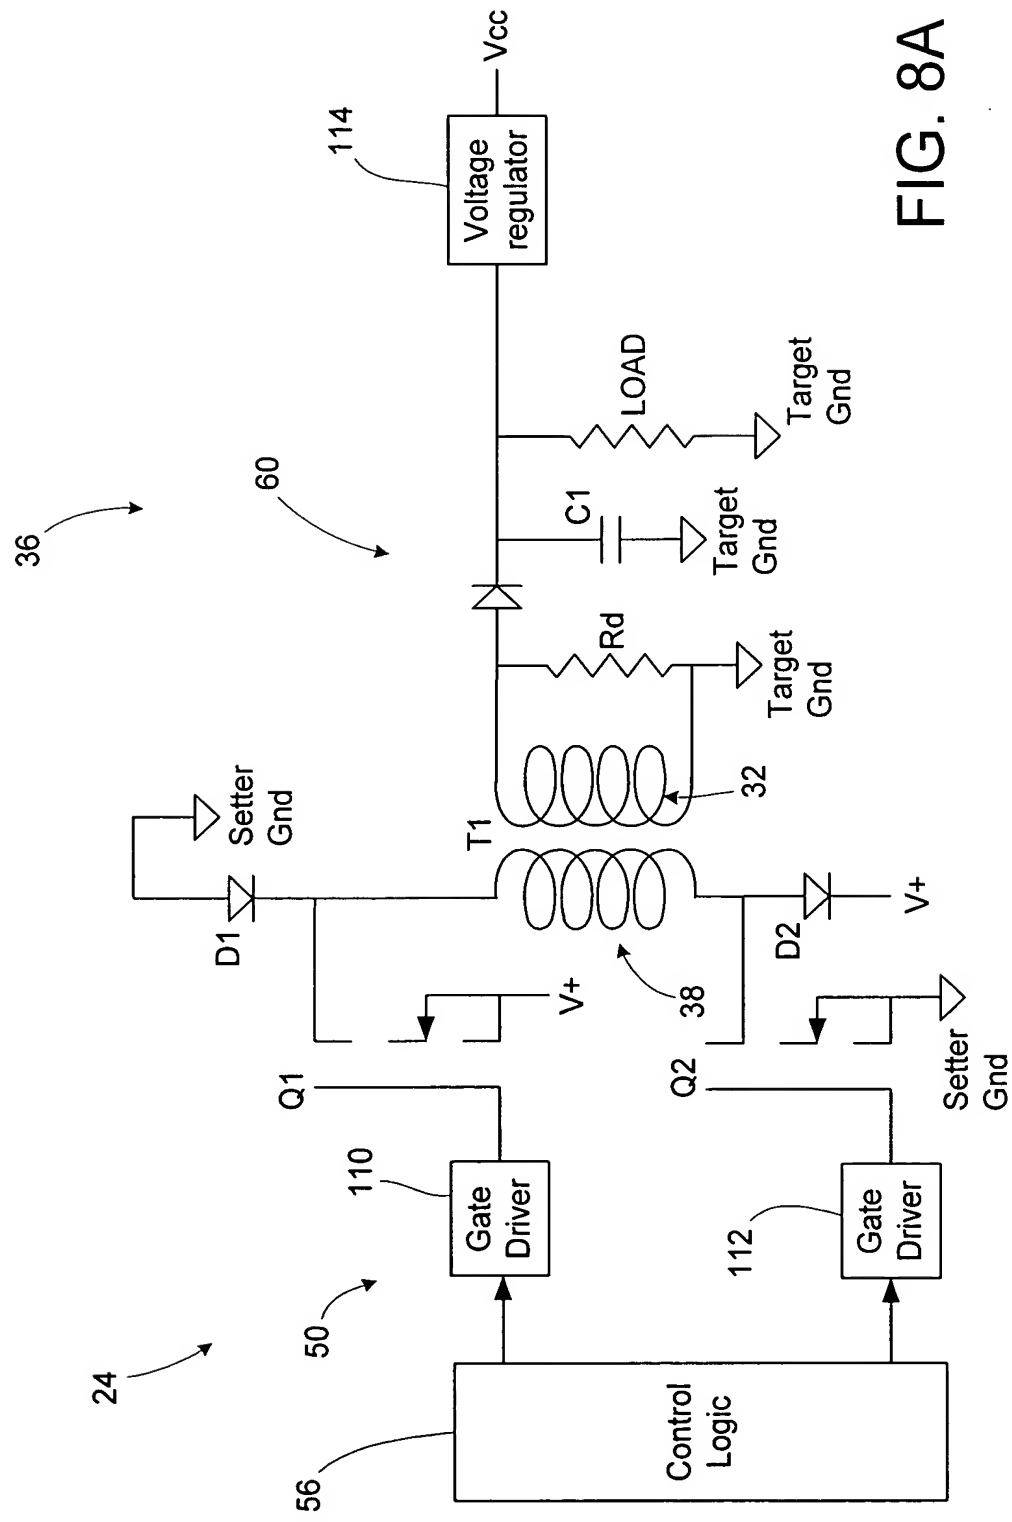 24
36
50
60
56
Control
Logic
110
Gate
Driver
112
Gate
Driver
Q1
V+
Q2
Setter
Gnd
D1
Setter
Gnd
38
D2
V+
T1
32
Rd
Target
Gnd
C1
Target
Gnd
LOAD
Target
Gnd
114
Voltage
regulator
Vcc
FIG. 8A